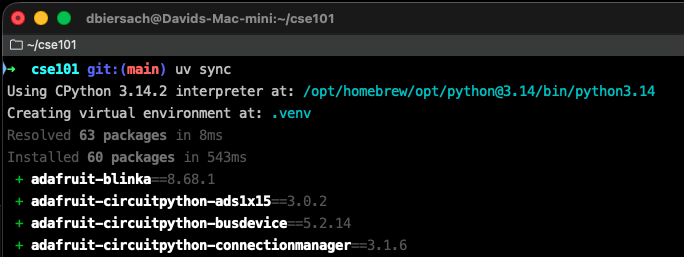 dbiersach@Davids-Mac-mini:~/cse101
~/cse101
➜ cse101 git:(main) uv sync
Using CPython 3.14.2 interpreter at: /opt/homebrew/opt/python@3.14/bin/python3.14
Creating virtual environment at: .venv
Resolved 63 packages in 8ms
Installed 60 packages in 543ms
+ adafruit-blinka==8.68.1
+ adafruit-circuitpython-ads1x15==3.0.2
+ adafruit-circuitpython-busdevice==5.2.14
+ adafruit-circuitpython-connectionmanager==3.1.6